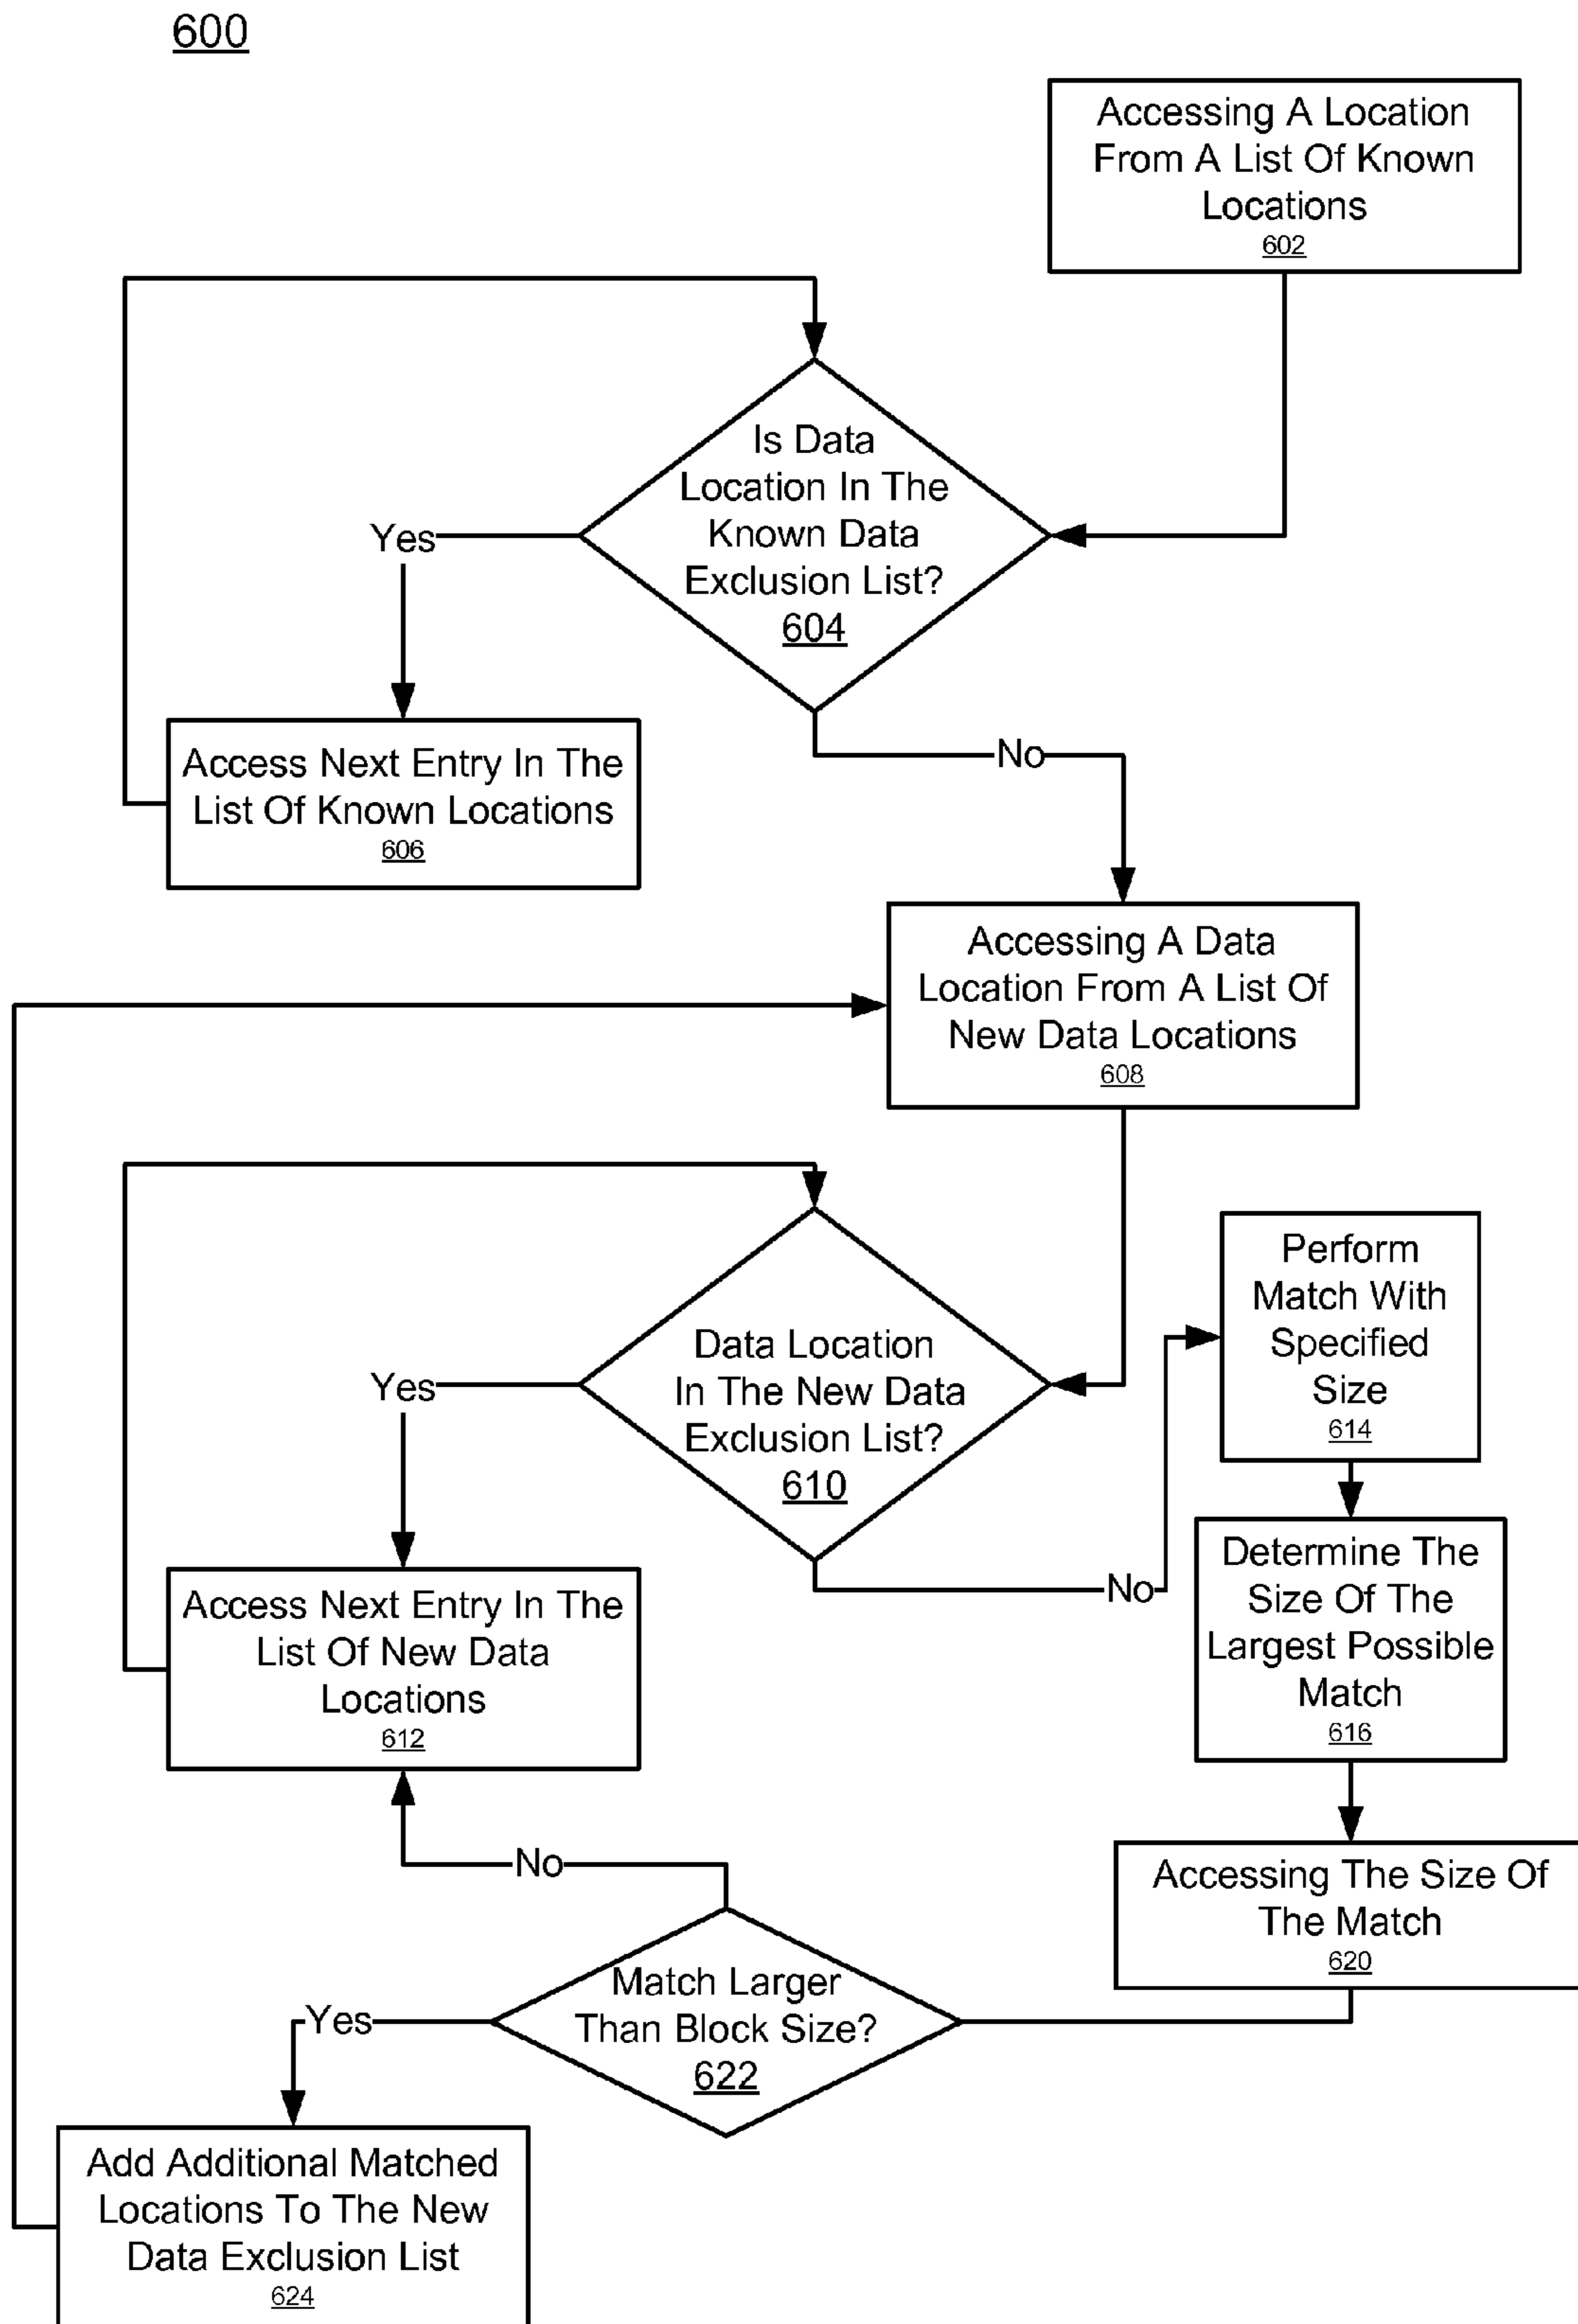 600
Accessing A Location
From A List Of Known
Locations
602
Is Data
Location In The
Known Data
Exclusion List?
604
Yes
No
Access Next Entry In The
List Of Known Locations
606
Accessing A Data
Location From A List Of
New Data Locations
608
Data Location
In The New Data
Exclusion List?
610
Yes
No
Perform
Match With
Specified
Size
614
Access Next Entry In The
List Of New Data
Locations
612
Determine The
Size Of The
Largest Possible
Match
616
Accessing The Size Of
The Match
620
No
Match Larger
Than Block Size?
622
Yes
Add Additional Matched
Locations To The New
Data Exclusion List
624